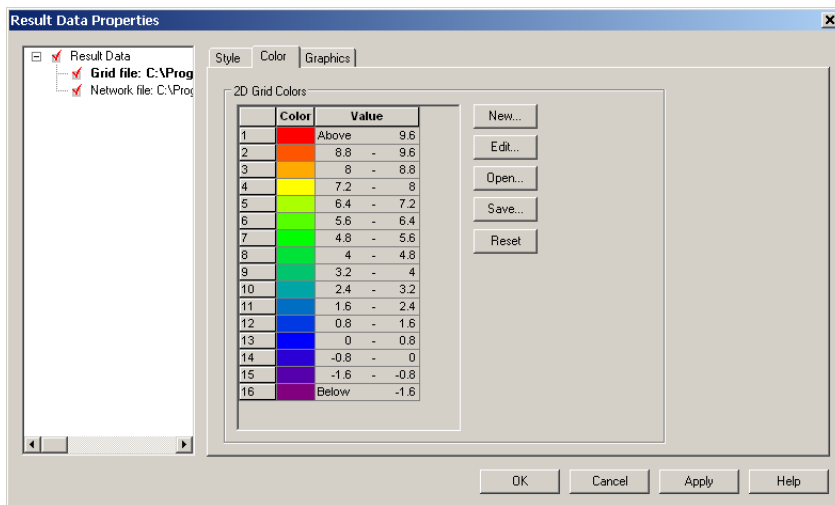 Result Data Properties
Result Data
Grid file: C:\Prog
Network file: C:\Prog
Style Color Graphics
2D Grid Colors
Color Value
1 Above 9.6
2 8.8 - 9.6
3 8 - 8.8
4 7.2 - 8
5 6.4 - 7.2
6 5.6 - 6.4
7 4.8 - 5.6
8 4 - 4.8
9 3.2 - 4
10 2.4 - 3.2
11 1.6 - 2.4
12 0.8 - 1.6
13 0 - 0.8
14 -0.8 - 0
15 -1.6 - -0.8
16 Below -1.6
New...
Edit...
Open...
Save...
Reset
OK Cancel Apply Help